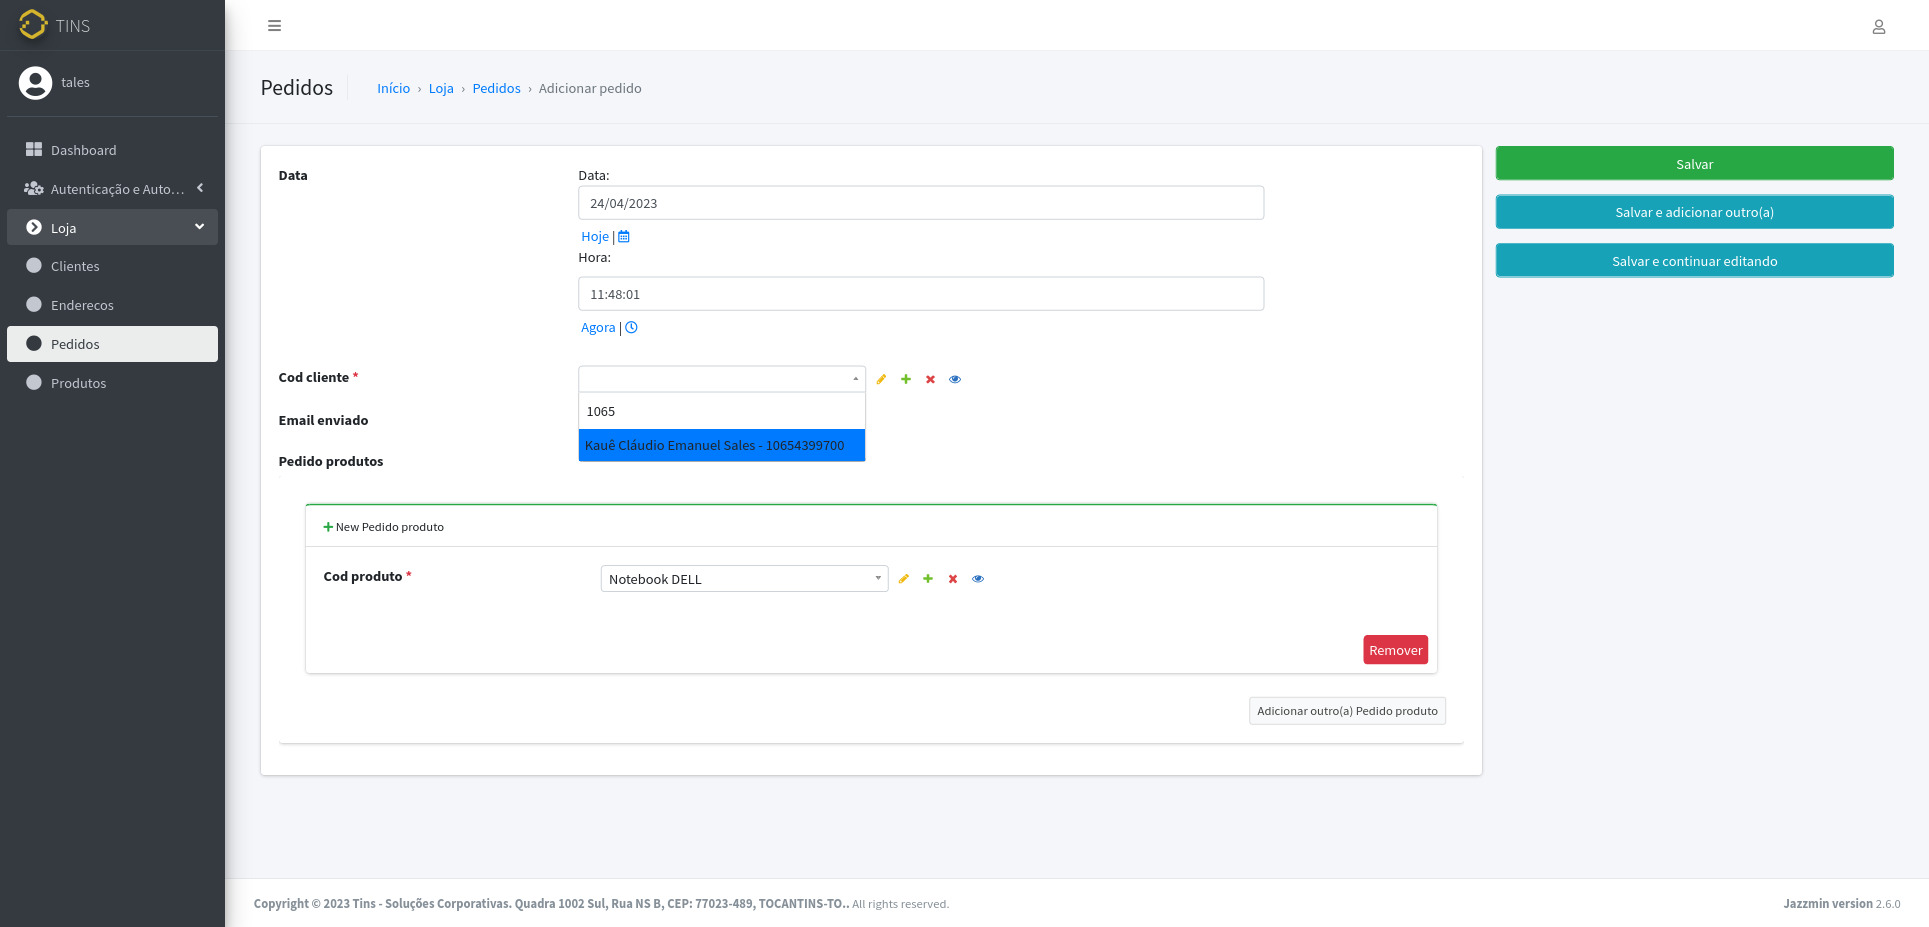 TINS
tales
Dashboard
Autenticação e Auto...
Loja
Clientes
Enderecos
Pedidos
Produtos
Pedidos
Início › Loja › Pedidos › Adicionar pedido
Data
Data:
24/04/2023
Hoje |
Hora:
11:48:01
Agora |
Cod cliente *
1065
Kauê Cláudio Emanuel Sales - 10654399700
Email enviado
Pedido produtos
New Pedido produto
Cod produto *
Notebook DELL
Remover
Adicionar outro(a) Pedido produto
Salvar
Salvar e adicionar outro(a)
Salvar e continuar editando
Copyright © 2023 Tins - Soluções Corporativas. Quadra 1002 Sul, Rua NS B, CEP: 77023-489, TOCANTINS-TO.. All rights reserved.
Jazzmin version 2.6.0